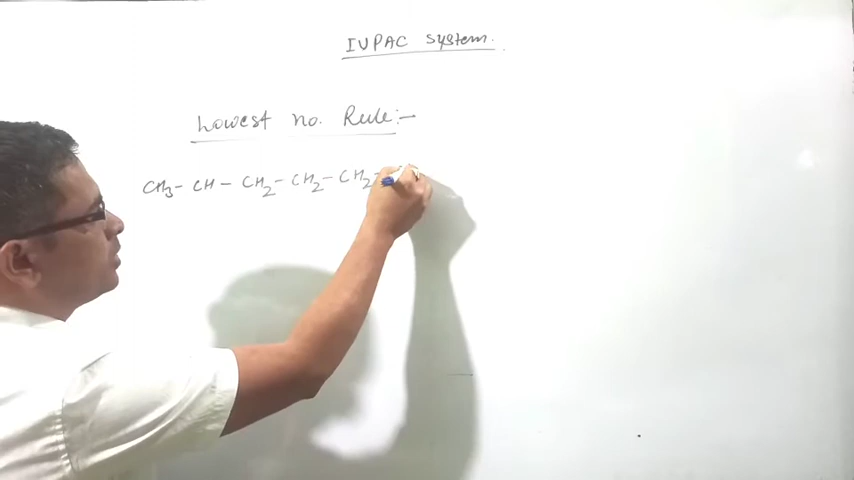 IUPAC System.
Lowest no. Rule:-
CH3- CH - CH2- CH2- CH2-